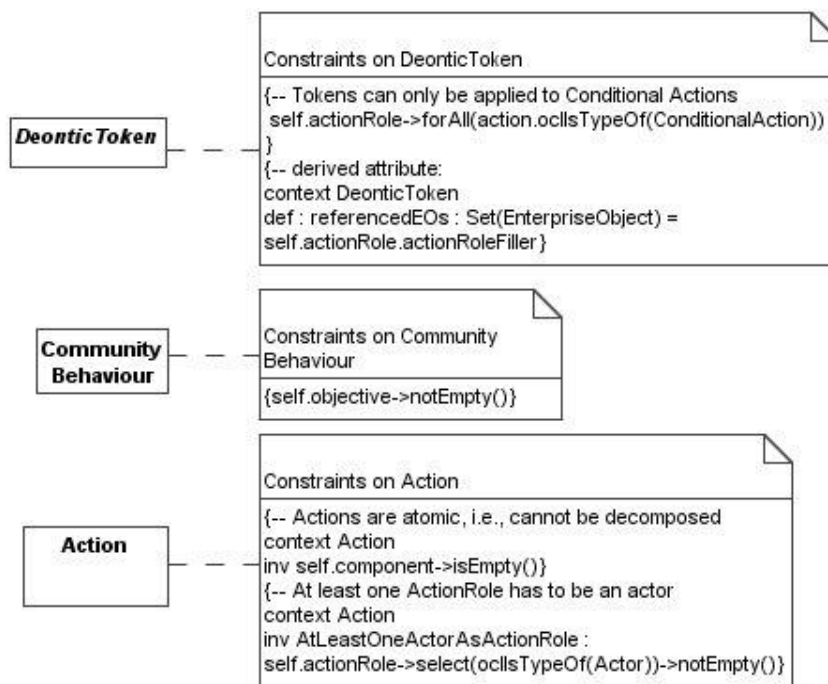 Constraints on DeonticToken
{-- Tokens can only be applied to Conditional Actions
self.actionRole->forAll(action.oclIsTypeOf(ConditionalAction))
}
{-- derived attribute:
context DeonticToken
def : referencedEOs : Set(EnterpriseObject) =
self.actionRole.actionRoleFiller}
DeonticToken
Constraints on Community
Behaviour
{self.objective->notEmpty()}
Community
Behaviour
Constraints on Action
{-- Actions are atomic, i.e., cannot be decomposed
context Action
inv self.component->isEmpty()}
{-- At least one ActionRole has to be an actor
context Action
inv AtLeastOneActorAsActionRole :
self.actionRole->select(oclIsTypeOf(Actor))->notEmpty()}
Action